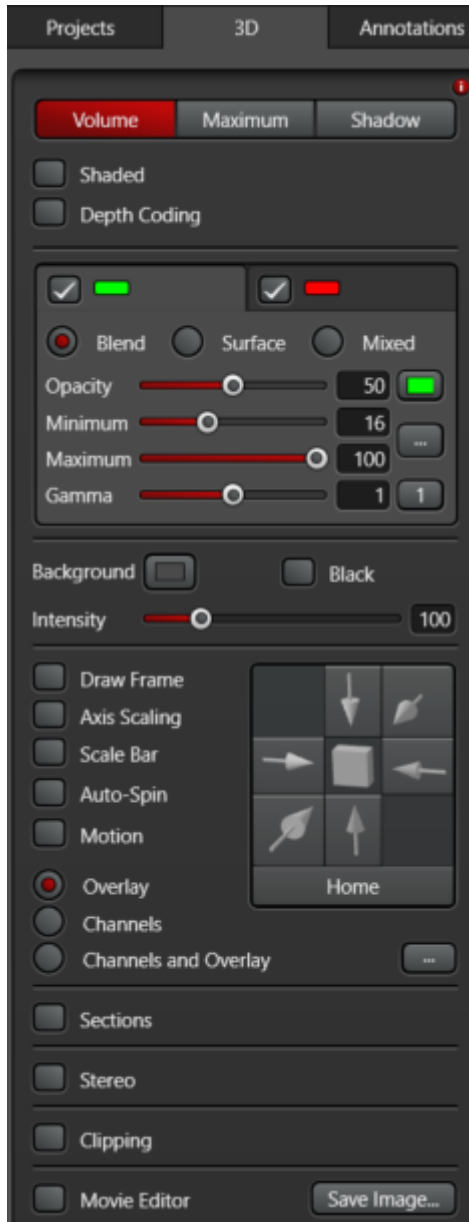 Projects 3D Annotations
i
Volume Maximum Shadow
Shaded
Depth Coding
Blend Surface Mixed
Opacity 50
Minimum 16
...
Maximum 100
Gamma 1 1
Background Black
Intensity 100
Draw Frame
Axis Scaling
Scale Bar
Auto-Spin
Motion
Home
Overlay
Channels
Channels and Overlay ...
Sections
Stereo
Clipping
Movie Editor Save Image...